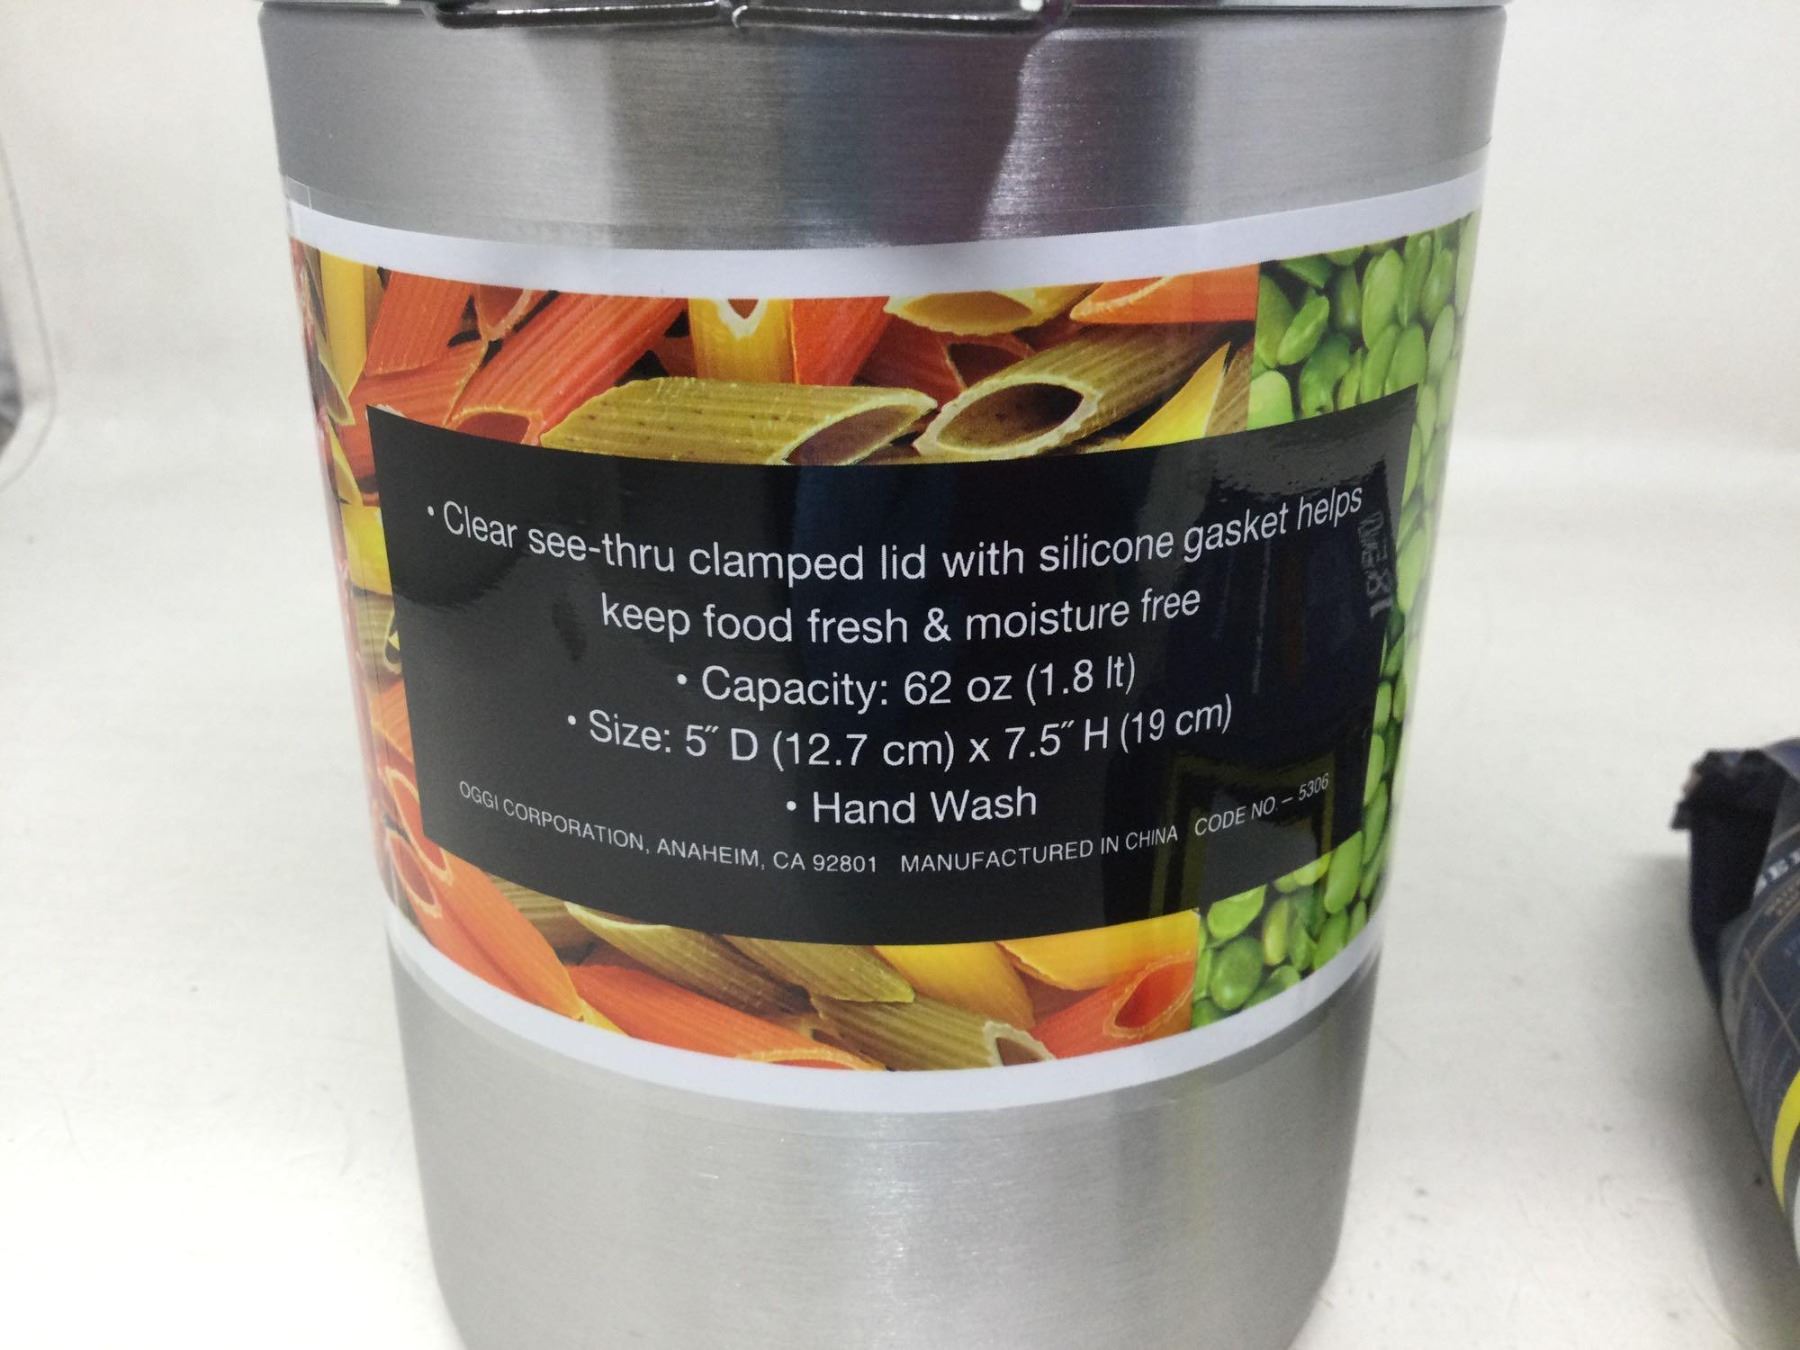 • Clear see-thru clamped lid with silicone gasket helps
keep food fresh & moisture free
• Capacity: 62 oz (1.8 lt)
• Size: 5″ D (12.7 cm) x 7.5″ H (19 cm)
• Hand Wash
OGGI CORPORATION, ANAHEIM, CA 92801 MANUFACTURED IN CHINA CODE NO. – 5306